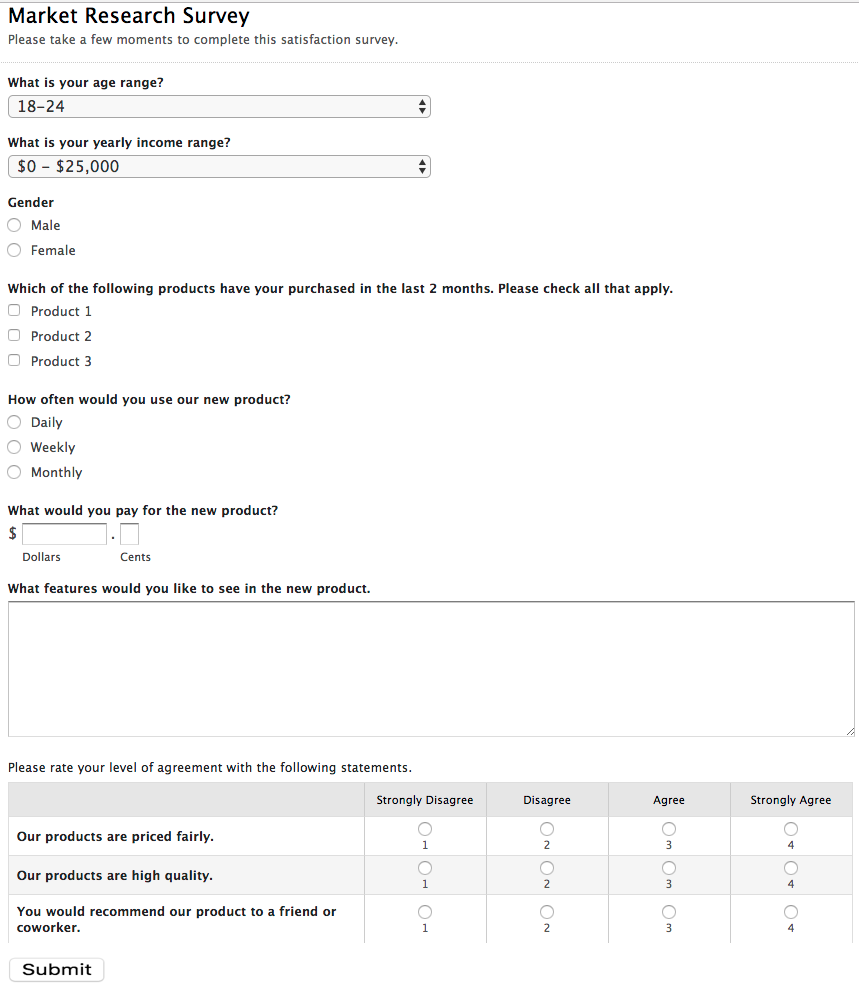 Market Research Survey
Please take a few moments to complete this satisfaction survey.
What is your age range?
18-24
What is your yearly income range?
$0 - $25,000
Gender
Male
Female
Which of the following products have your purchased in the last 2 months. Please check all that apply.
Product 1
Product 2
Product 3
How often would you use our new product?
Daily
Weekly
Monthly
What would you pay for the new product?
$ .
Dollars Cents
What features would you like to see in the new product.
Please rate your level of agreement with the following statements.
Strongly Disagree Disagree Agree Strongly Agree
Our products are priced fairly.
1 2 3 4
Our products are high quality.
1 2 3 4
You would recommend our product to a friend or
coworker.
1 2 3 4
Submit